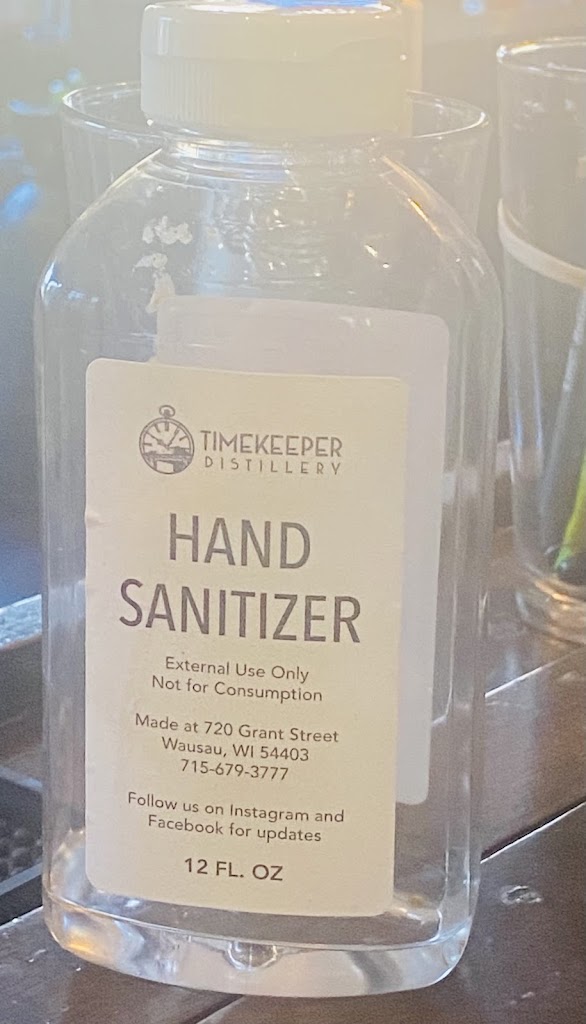 TIMEKEEPER
DISTILLERY
HAND
SANITIZER
External Use Only
Not for Consumption
Made at 720 Grant Street
Wausau, WI 54403
715-679-3777
Follow us on Instagram and
Facebook for updates
12 FL. OZ